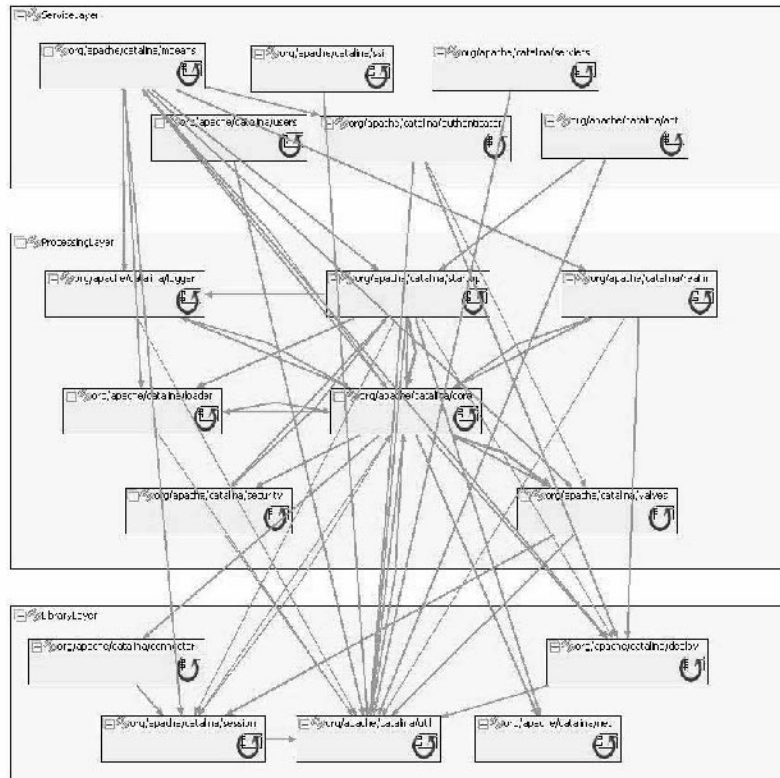 ServiceLayer
org/apache/catalina/mbeans
org/apache/catalina/ssi
org/apache/catalina/servlets
org/apache/catalina/users
org/apache/catalina/authenticator
org/apache/catalina/ant
ProcessingLayer
org/apache/catalina/logger
org/apache/catalina/startup
org/apache/catalina/realm
org/apache/catalina/loader
org/apache/catalina/core
org/apache/catalina/security
org/apache/catalina/valves
LibraryLayer
org/apache/catalina/connector
org/apache/catalina/deploy
org/apache/catalina/session
org/apache/catalina/util
org/apache/catalina/net